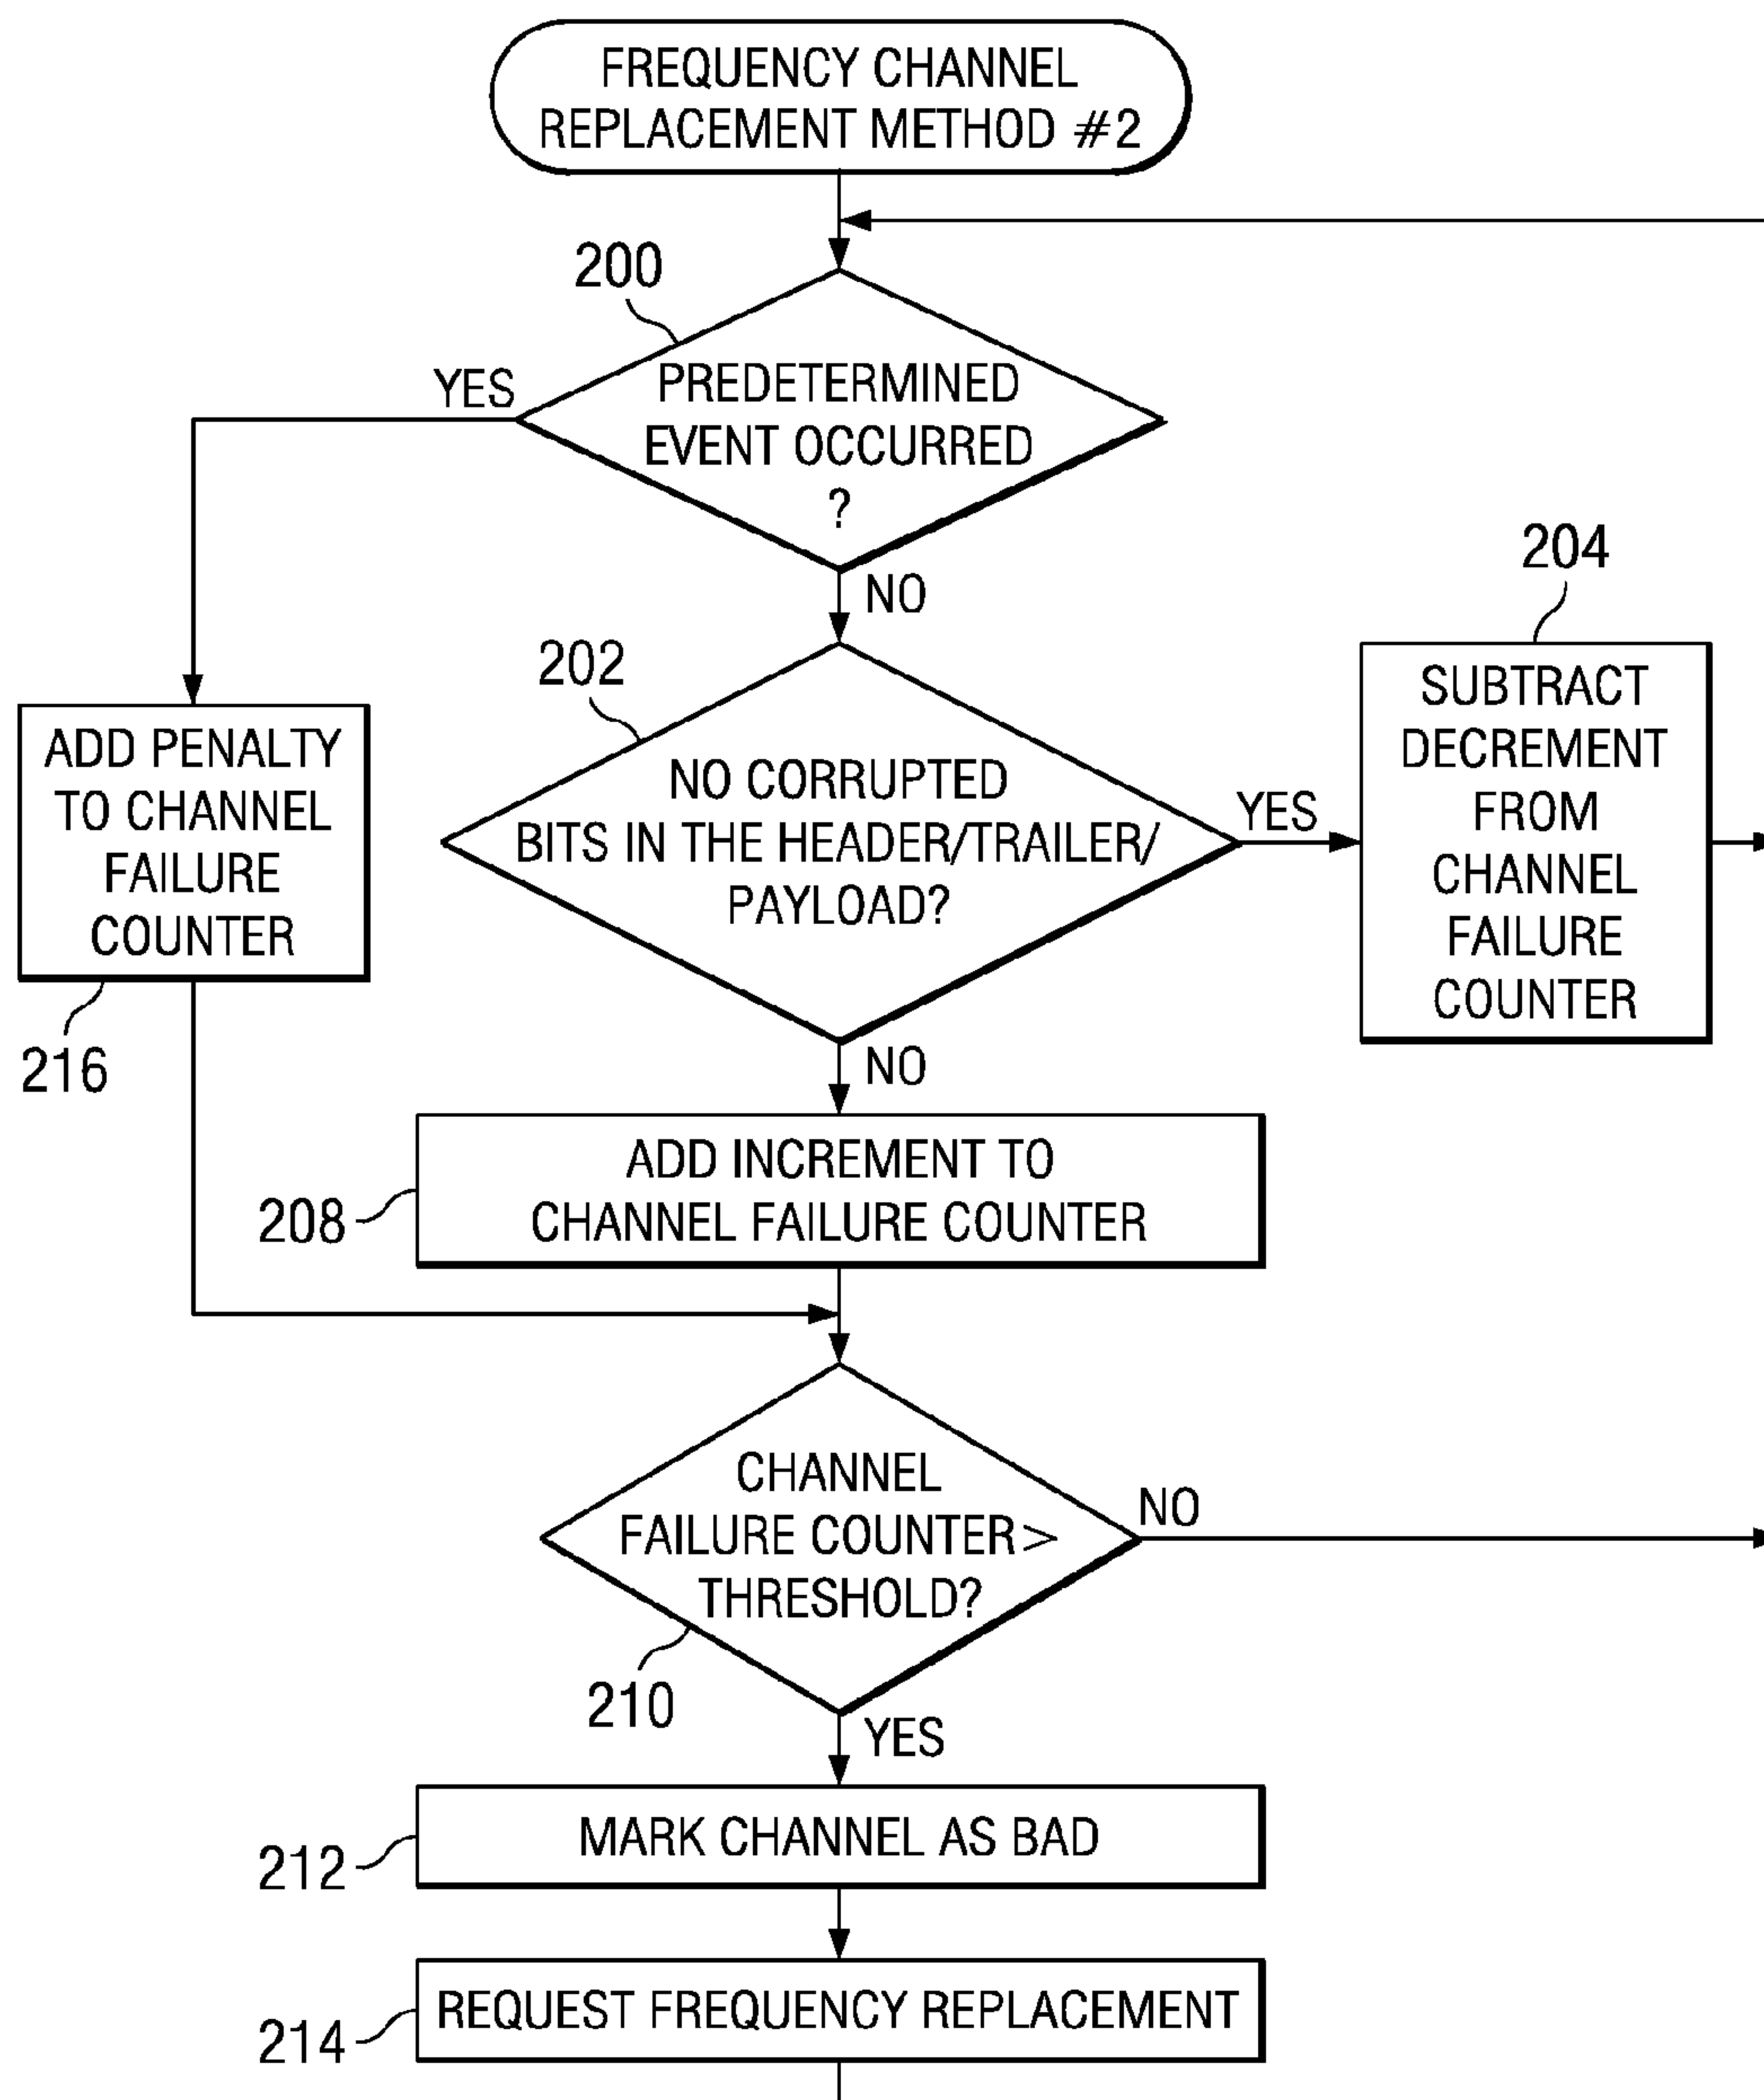 FREQUENCY CHANNEL
REPLACEMENT METHOD #2
200
YES
PREDETERMINED
EVENT OCCURRED
?
NO
204
SUBTRACT
DECREMENT
FROM
CHANNEL
FAILURE
COUNTER
202
NO CORRUPTED
BITS IN THE HEADER/TRAILER/
PAYLOAD?
YES
NO
ADD PENALTY
TO CHANNEL
FAILURE
COUNTER
216
ADD INCREMENT TO
CHANNEL FAILURE COUNTER
208
CHANNEL
FAILURE COUNTER>
THRESHOLD?
NO
210
YES
MARK CHANNEL AS BAD
212
REQUEST FREQUENCY REPLACEMENT
214